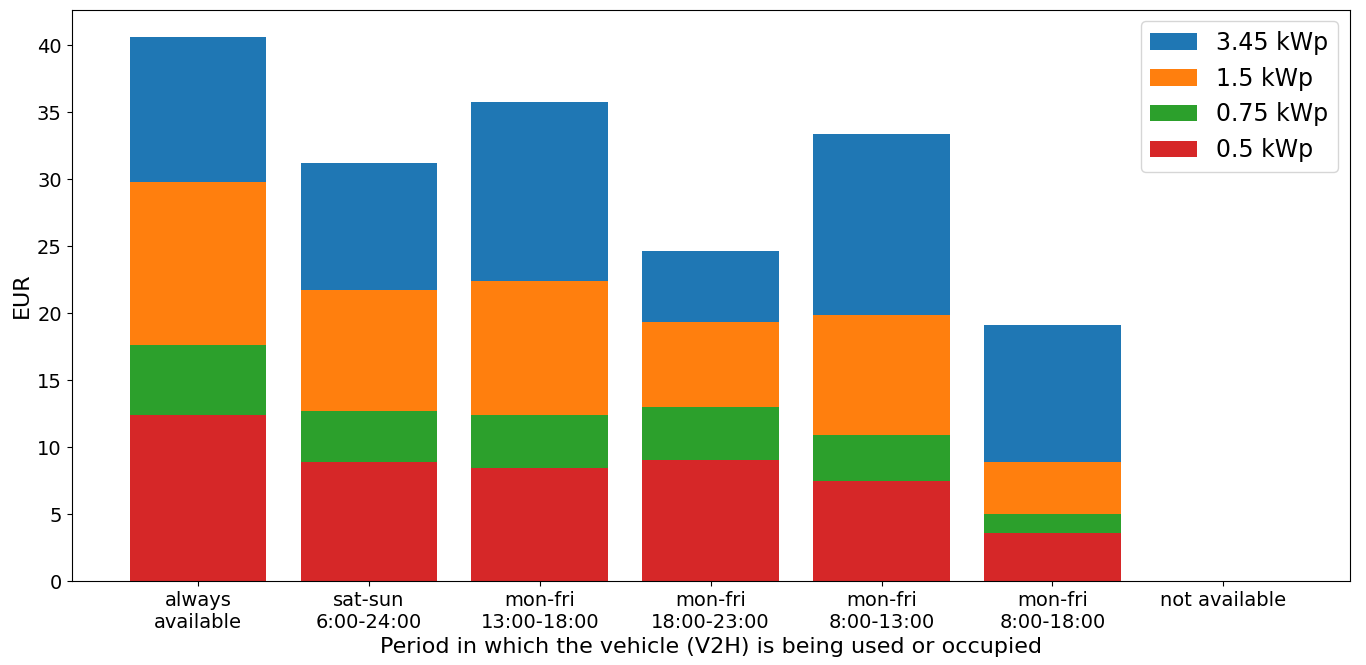 3.45 kWp
1.5 kWp
0.75 kWp
0.5 kWp
EUR
40
35
30
25
20
15
10
5
0
always
available
sat-sun
6:00-24:00
mon-fri
13:00-18:00
mon-fri
18:00-23:00
mon-fri
8:00-13:00
mon-fri
8:00-18:00
not available
Period in which the vehicle (V2H) is being used or occupied